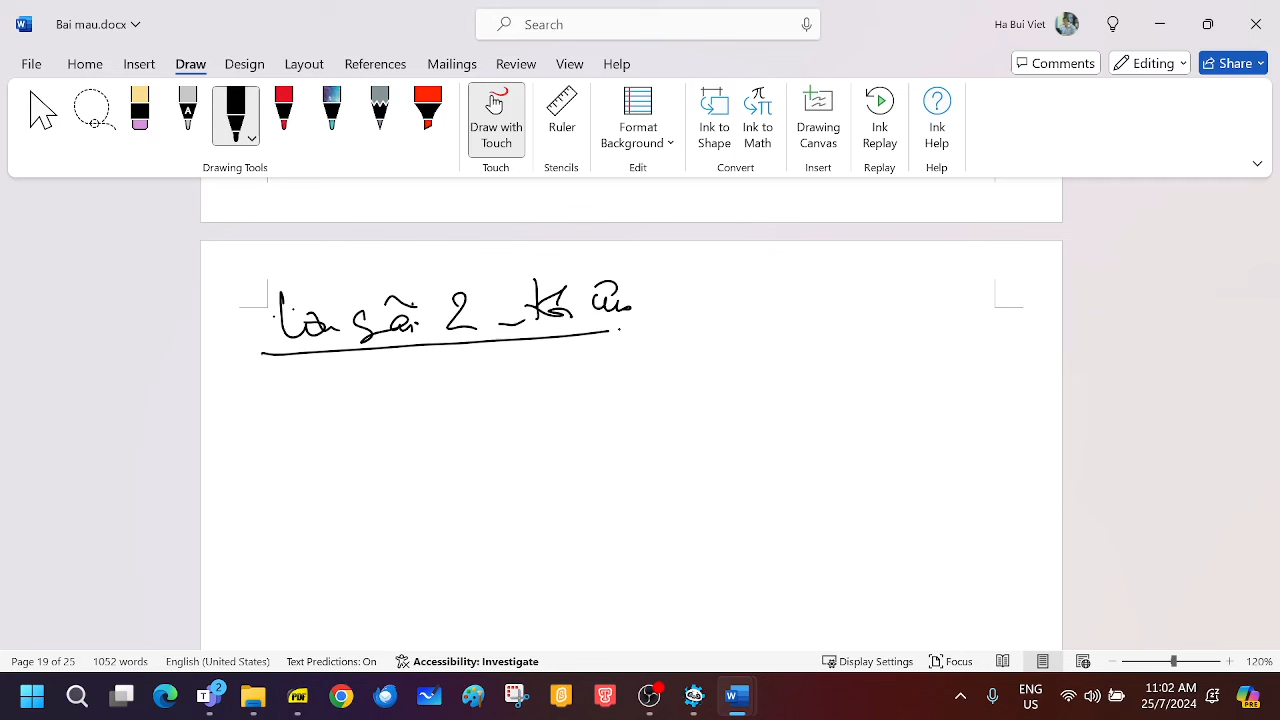 Bai mau.docx
Search
Ha Bui Viet
File Home Insert Draw Design Layout References Mailings Review View Help
Comments Editing Share
Draw with Touch
Ruler
Format Background
Ink to Shape
Ink to Math
Drawing Canvas
Ink Replay
Ink Help
Drawing Tools Touch Stencils Edit Convert Insert Replay Help
2
Page 19 of 25 1052 words English (United States) Text Predictions: On Accessibility: Investigate Display Settings Focus 120%
2 PRE
ENG
US
11:02 AM
25/7/2024